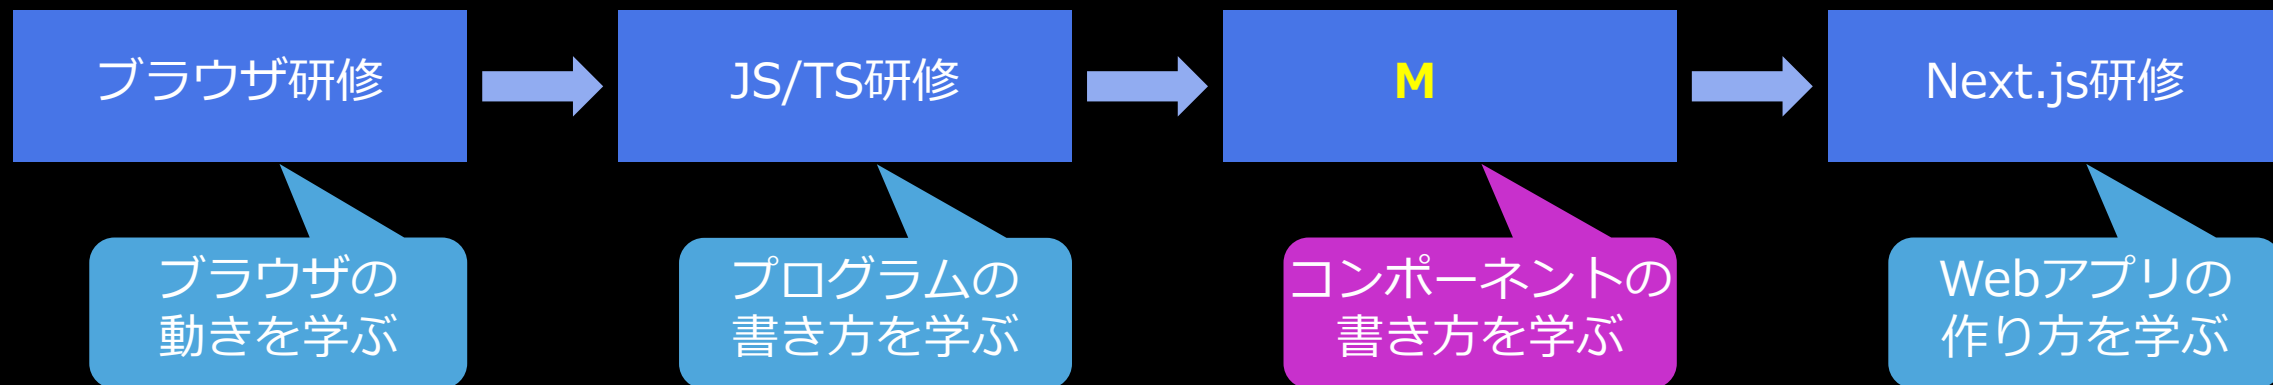 ブラウザ研修
JS/TS研修
M
Next.js研修
ブラウザの
動きを学ぶ
プログラムの
書き方を学ぶ
コンポーネントの
書き方を学ぶ
Webアプリの
作り方を学ぶ